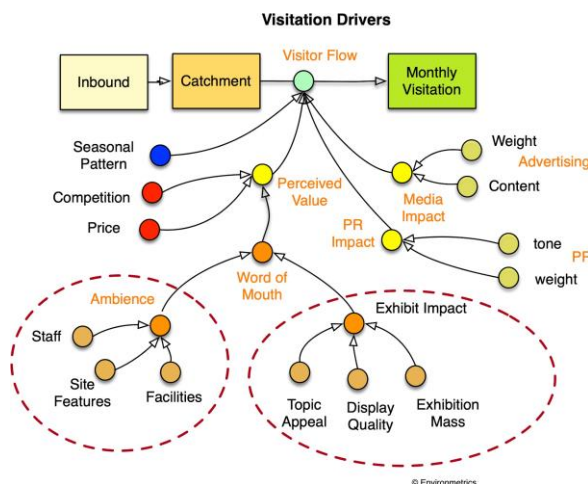 Visitation Drivers
Visitor Flow
Inbound
Catchment
Monthly
Visitation
Seasonal
Pattern
Weight
Advertising
Content
Competition
Perceived
Value
Media
Impact
Price
PR
Impact
tone
PR
weight
Word of
Mouth
Ambience
Exhibit Impact
Staff
Site
Features
Facilities
Topic
Appeal
Display
Quality
Exhibition
Mass
© Environmetrics